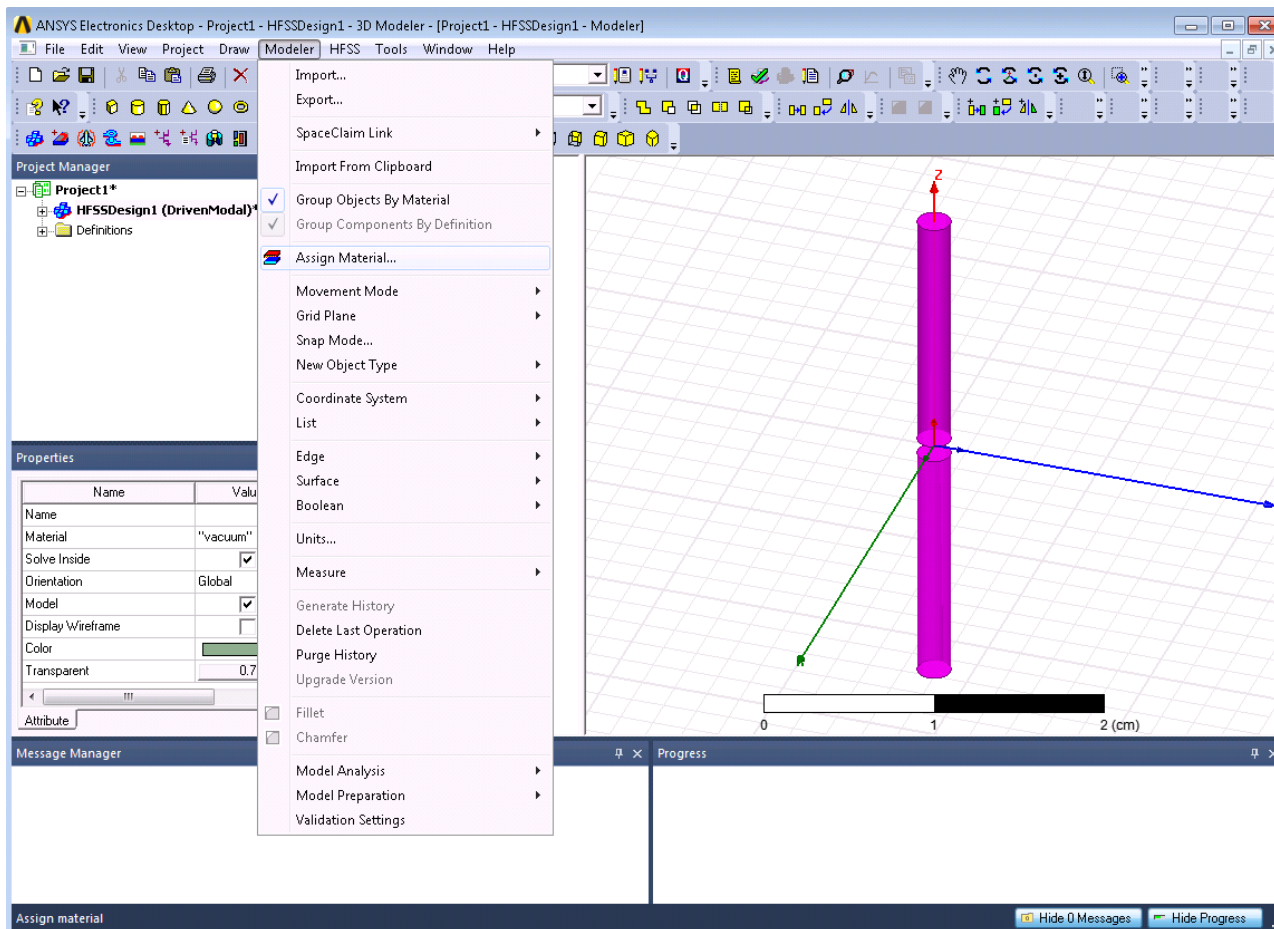 ANSYS Electronics Desktop - Project1 - HFSSDesign1 - 3D Modeler - [Project1 - HFSSDesign1 - Modeler]
File Edit View Project Draw Modeler HFSS Tools Window Help
Import...
Export...
SpaceClaim Link
Import From Clipboard
Group Objects By Material
Group Components By Definition
Assign Material...
Movement Mode
Grid Plane
Snap Mode...
New Object Type
Coordinate System
List
Edge
Surface
Boolean
Units...
Measure
Generate History
Delete Last Operation
Purge History
Upgrade Version
Fillet
Chamfer
Model Analysis
Model Preparation
Validation Settings
Project Manager
Project1*
HFSSDesign1 (DrivenModal)*
Definitions
Properties
Name Valu
Name
Material "vacuum"
Solve Inside
Orientation Global
Model
Display Wireframe
Color
Transparent 0.7
Attribute
Z
0 1 2 (cm)
Message Manager
Progress
Assign material
Hide 0 Messages Hide Progress